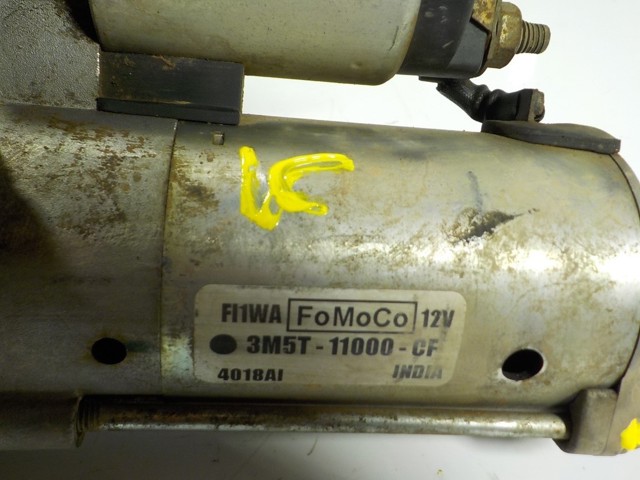 FI1WA FoMoCo 12V
3M5T-11000-CF
4018AI INDIA